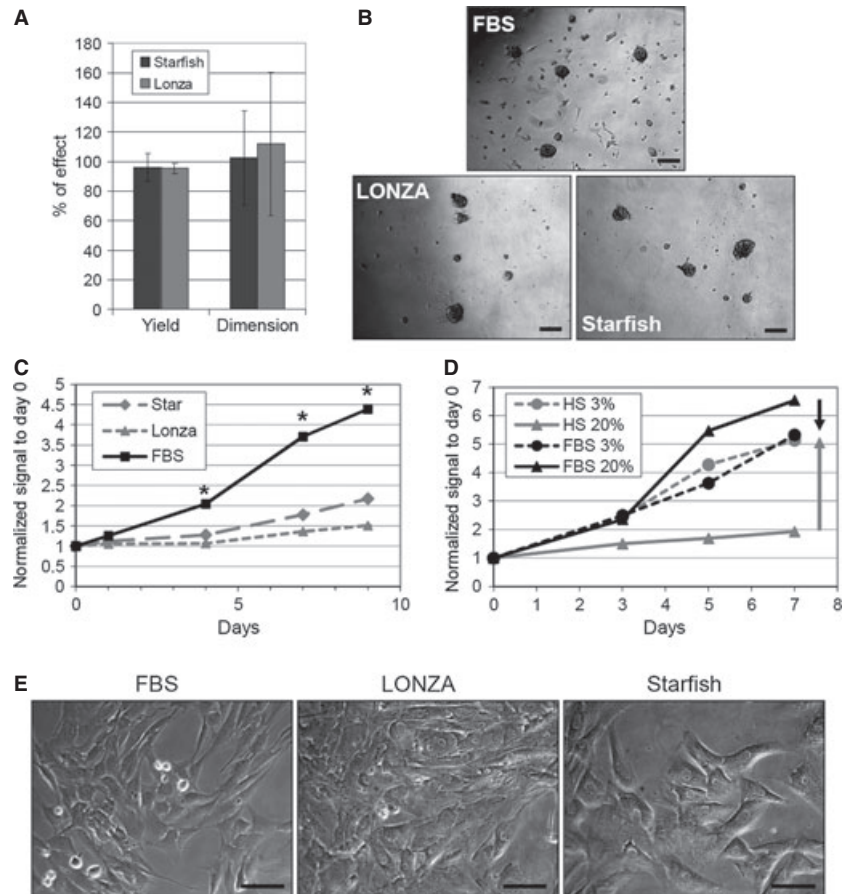 A
% of effect
180
160
140
120
100
80
60
40
20
0
Starfish
Lonza
Yield
Dimension
B
FBS
LONZA
Starfish
C
Normalized signal to day 0
5
4.5
4
3.5
3
2.5
2
1.5
1
0.5
0
Star
Lonza
FBS
*
*
*
0
5
10
Days
D
Normalized signal to day 0
7
6
5
4
3
2
1
0
HS 3%
HS 20%
FBS 3%
FBS 20%
0
1
2
3
4
5
6
7
8
Days
E
FBS
LONZA
Starfish